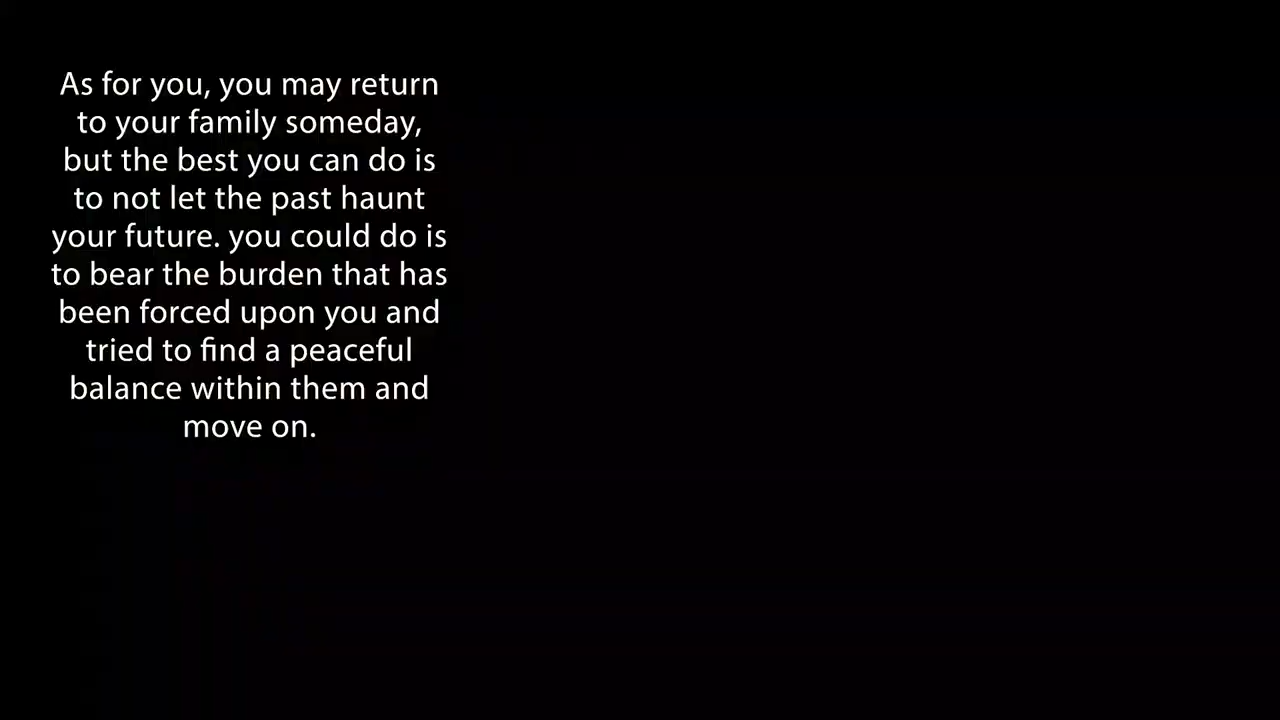 As for you, you may return
to your family someday,
but the best you can do is
to not let the past haunt
your future. you could do is
to bear the burden that has
been forced upon you and
tried to find a peaceful
balance within them and
move on.